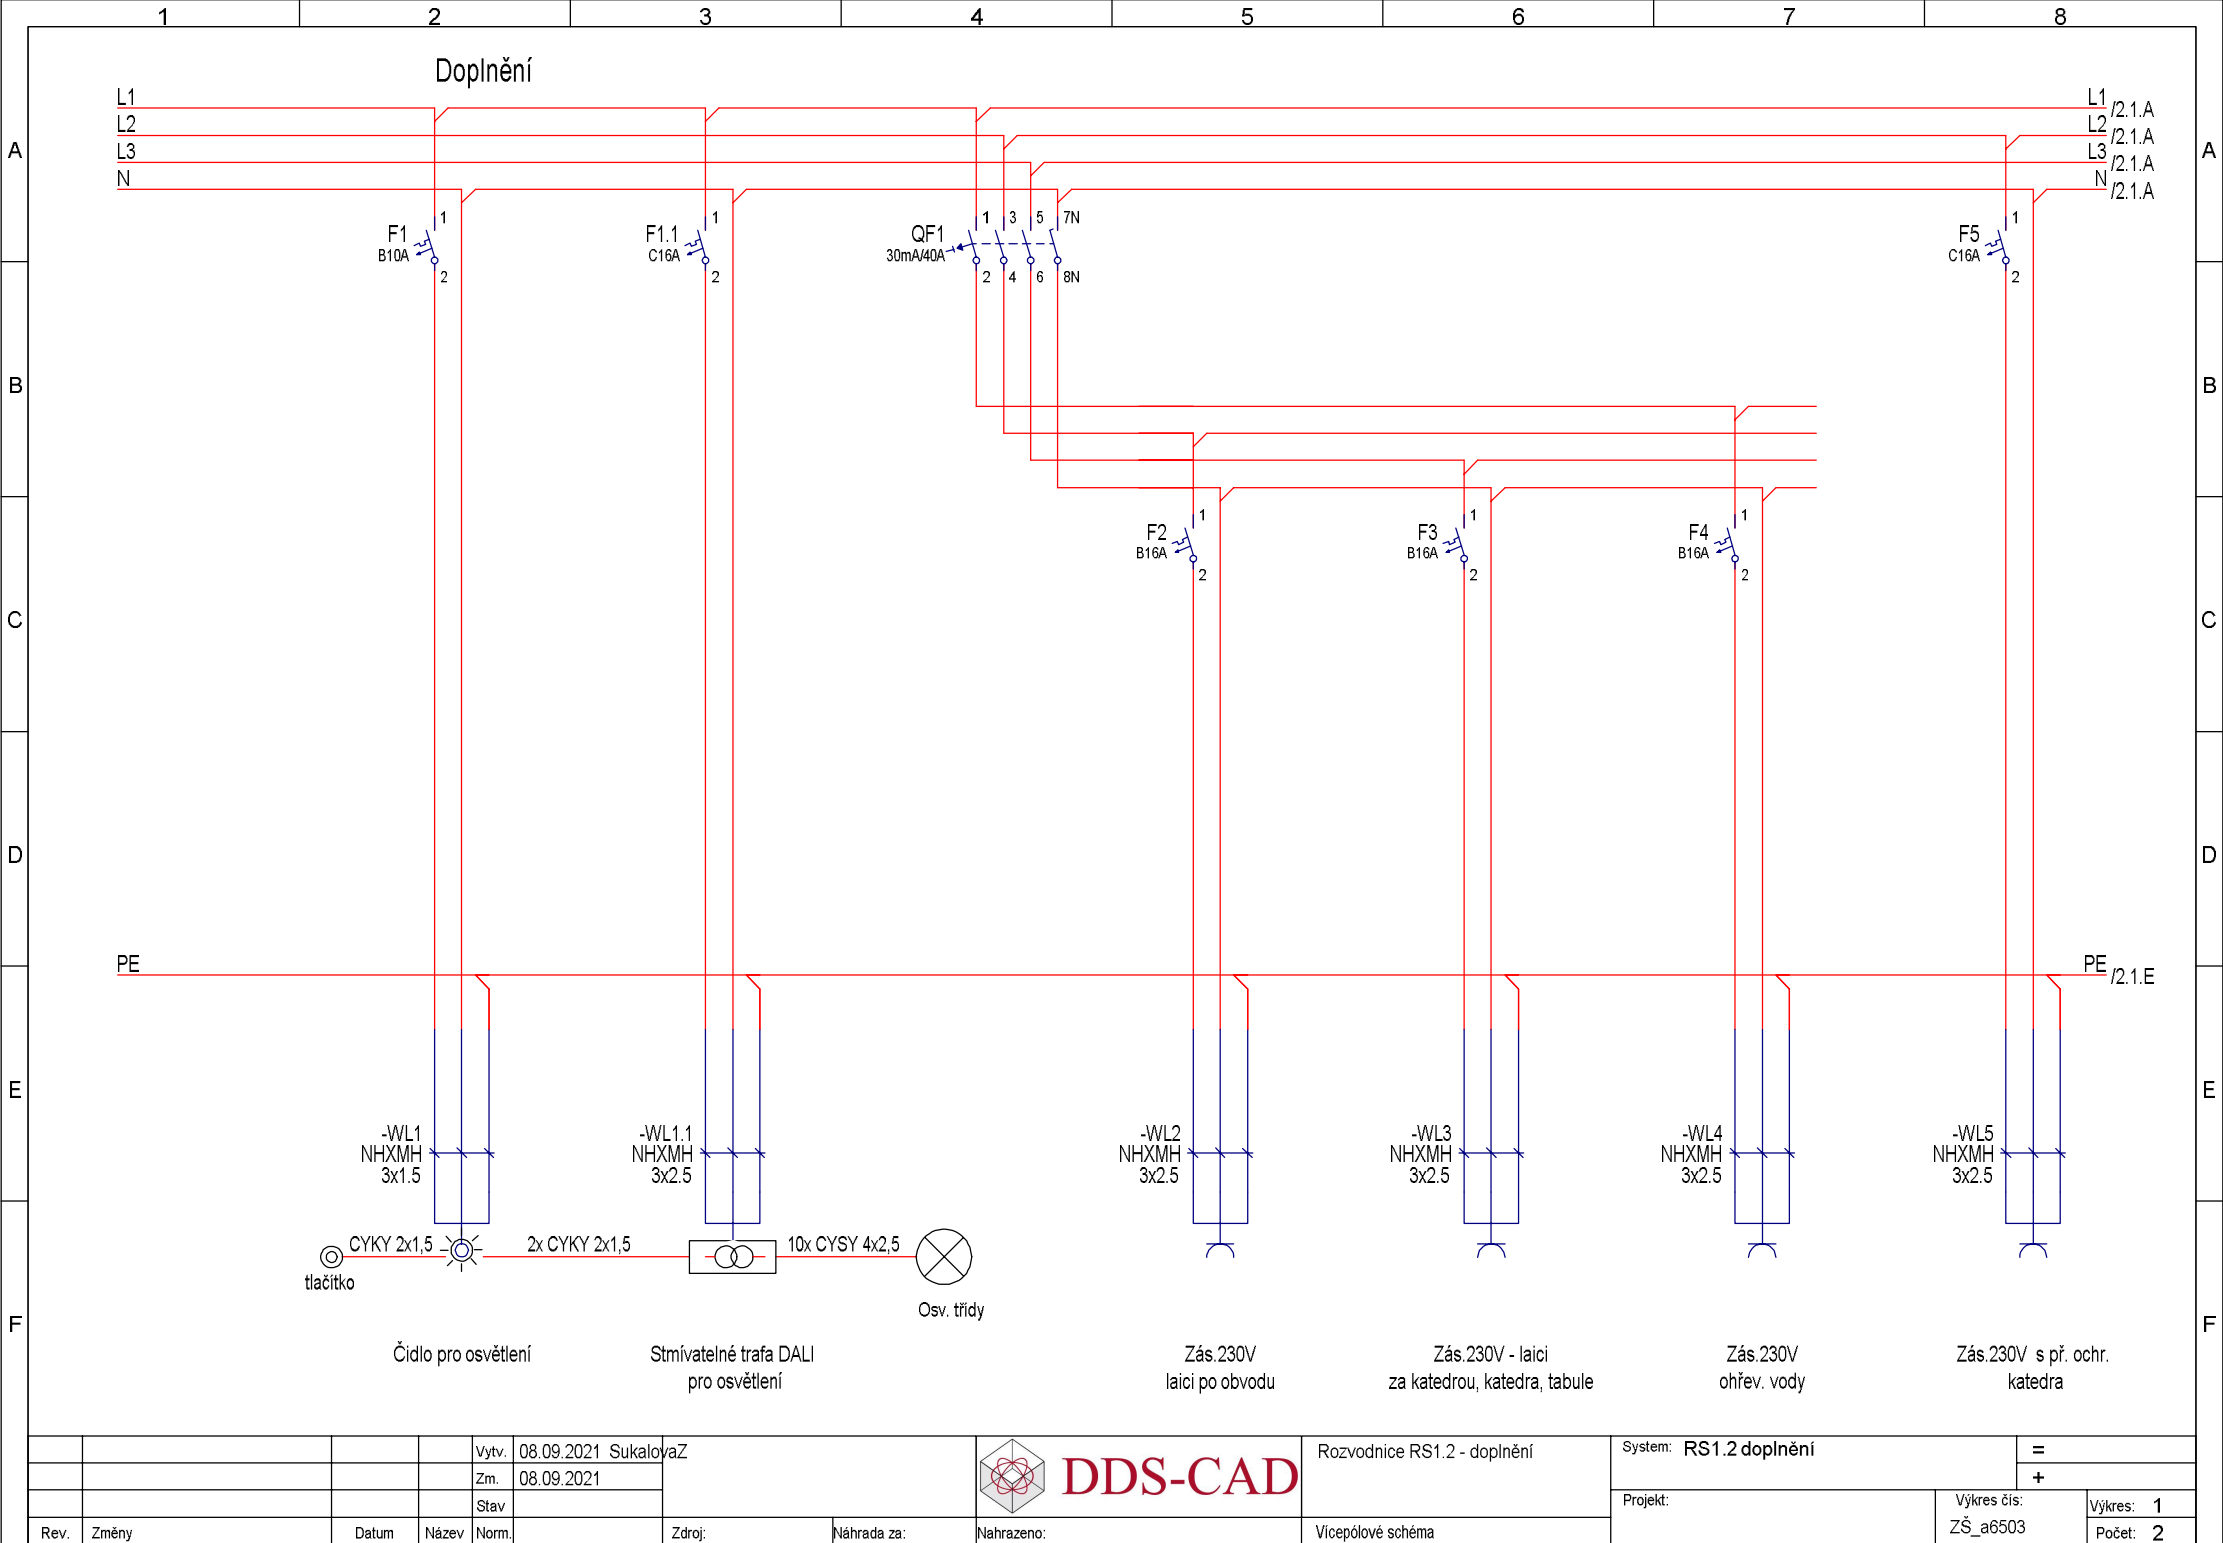 1 2 3 4 5 6 7 8
Doplnění
L1 L1 /2.1.A
L2 L2 /2.1.A
A L3 L3 /2.1.A A
N N /2.1.A
1 1 1 3 5 7N 1
F1 F1.1 QF1 F5
B10A C16A 30mA/40A C16A
2 2 2 4 6 8N 2
B B
1 1 1
F2 F3 F4
B16A B16A B16A
2 2 2
C C
D D
PE PE /2.1.E
E E
-WL1 -WL1.1 -WL2 -WL3 -WL4 -WL5
NHXMH NHXMH NHXMH NHXMH NHXMH NHXMH
3x1.5 3x2.5 3x2.5 3x2.5 3x2.5 3x2.5
CYKY 2x1,5 2x CYKY 2x1,5 10x CYSY 4x2,5
tlačítko
Osv. třídy
F F
Čidlo pro osvětlení Stmívatelné trafa DALI Zás.230V Zás.230V - laici Zás.230V Zás.230V s př. ochr.
pro osvětlení laici po obvodu za katedrou, katedra, tabule ohřev. vody katedra
Vytv. 08.09.2021 SukalovaZ DDS-CAD Rozvodnice RS1.2 - doplnění System: RS1.2 doplnění =
Zm. 08.09.2021 +
Stav Projekt: Výkres čís: Výkres: 1
Rev. Změny Datum Název Norm. Zdroj: Náhrada za: Nahrazeno: Vícepólové schéma ZŠ_a6503 Počet: 2